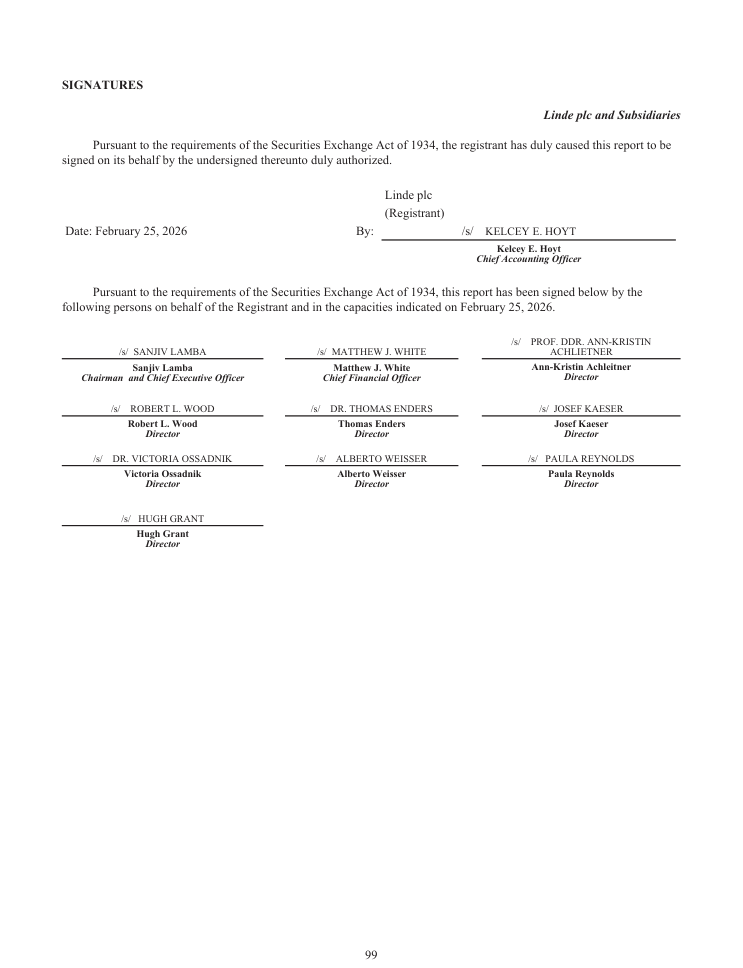 SIGNATURES
Linde plc and Subsidiaries
Pursuant to the requirements of the Securities Exchange Act of 1934, the registrant has duly caused this report to be
signed on its behalf by the undersigned thereunto duly authorized.
Linde plc
(Registrant)
Date: February 25, 2026 By: /s/ KELCEY E. HOYT
Kelcey E. Hoyt
Chief Accounting Officer
Pursuant to the requirements of the Securities Exchange Act of 1934, this report has been signed below by the
following persons on behalf of the Registrant and in the capacities indicated on February 25, 2026.
/s/ SANJIV LAMBA
Sanjiv Lamba
Chairman and Chief Executive Officer
/s/ MATTHEW J. WHITE
Matthew J. White
Chief Financial Officer
/s/ PROF. DDR. ANN-KRISTIN
ACHLIETNER
Ann-Kristin Achleitner
Director
/s/ ROBERT L. WOOD
Robert L. Wood
Director
/s/ DR. THOMAS ENDERS
Thomas Enders
Director
/s/ JOSEF KAESER
Josef Kaeser
Director
/s/ DR. VICTORIA OSSADNIK
Victoria Ossadnik
Director
/s/ ALBERTO WEISSER
Alberto Weisser
Director
/s/ PAULA REYNOLDS
Paula Reynolds
Director
/s/ HUGH GRANT
Hugh Grant
Director
99